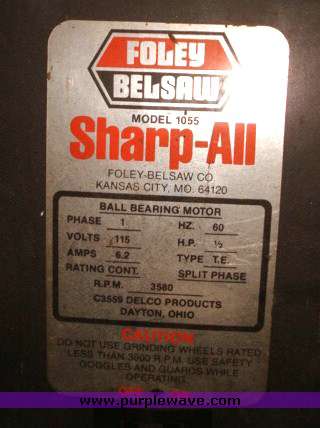 FOLEY
BELSAW
MODEL 1055
Sharp-All
FOLEY-BELSAW CO.
KANSAS CITY, MO. 64120
BALL BEARING MOTOR
PHASE 1 HZ. 60
VOLTS 115 H.P. ½
AMPS 6.2 TYPE T.E.
RATING CONT. SPLIT PHASE
R.P.M. 3580
C3559 DELCO PRODUCTS
DAYTON, OHIO
CAUTION
DO NOT USE GRINDING WHEELS RATED
LESS THAN 3600 R.P.M. USE SAFETY
GOGGLES AND GUARDS WHILE
OPERATING.
www.purplewave.com